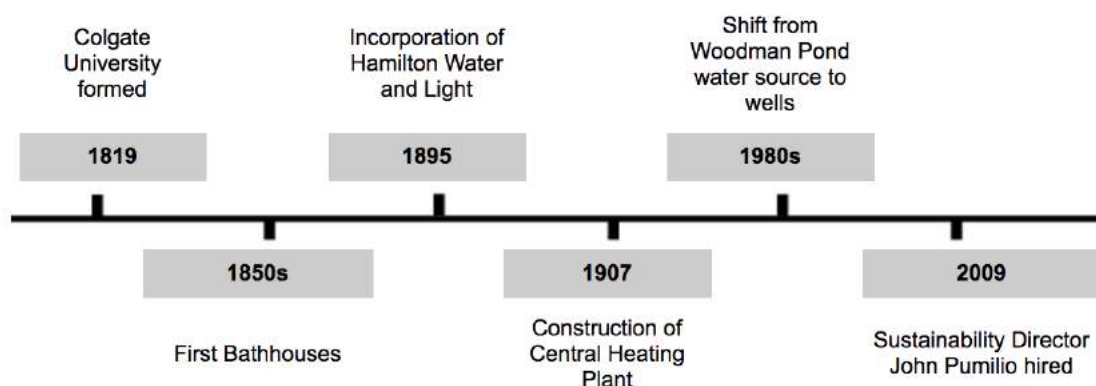 Colgate
University
formed
1819
First Bathhouses
1850s
Incorporation of
Hamilton Water
and Light
1895
1907
Construction of
Central Heating
Plant
Shift from
Woodman Pond
water source to
wells
1980s
2009
Sustainability Director
John Pumilio hired